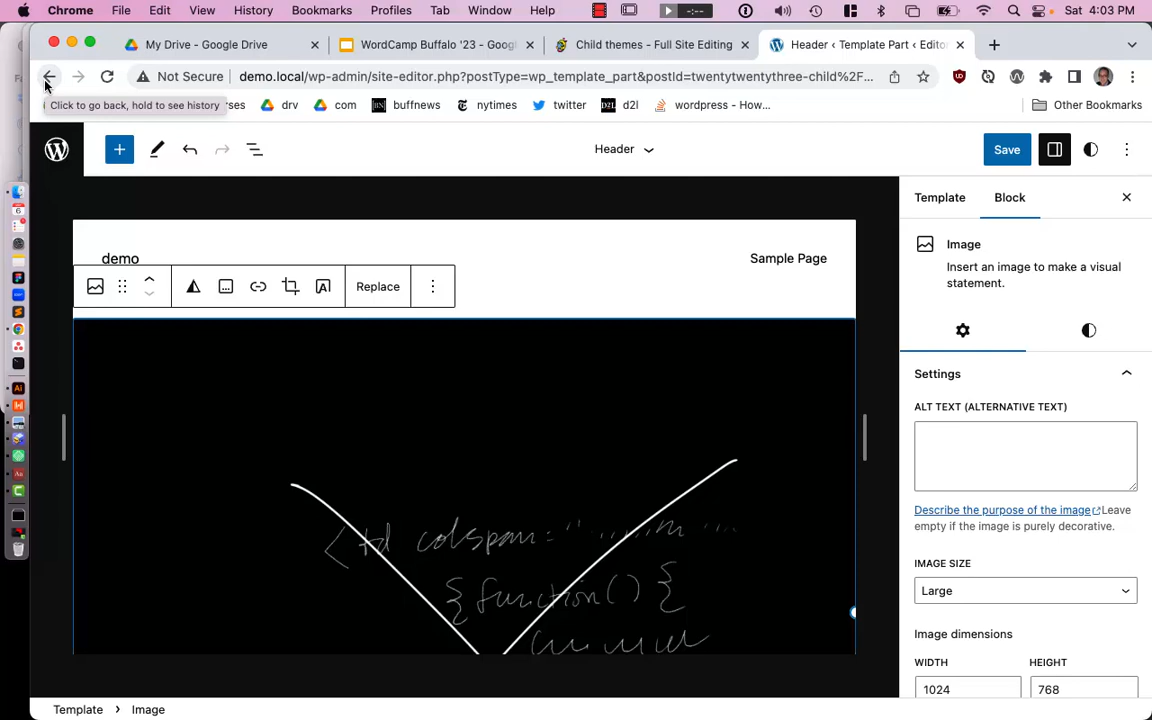 Chrome File Edit View History Bookmarks Profiles Tab Window Help -:-- Sat 4:03 PM
My Drive - Google Drive WordCamp Buffalo '23 - Google Child themes - Full Site Editing Header ‹ Template Part ‹ Editor
Not Secure demo.local/wp-admin/site-editor.php?postType=wp_template_part&postId=twentytwentythree-child%2F...
Click to go back, hold to see history rses drv com buffnews nytimes twitter d2l wordpress - How... Other Bookmarks
Header Save
Template Block
demo Sample Page
Image
Insert an image to make a visual
statement.
Replace
Settings
ALT TEXT (ALTERNATIVE TEXT)
<td colspan="
{function() {
Describe the purpose of the image Leave
empty if the image is purely decorative.
IMAGE SIZE
Large
Image dimensions
WIDTH HEIGHT
1024 768
Template › Image